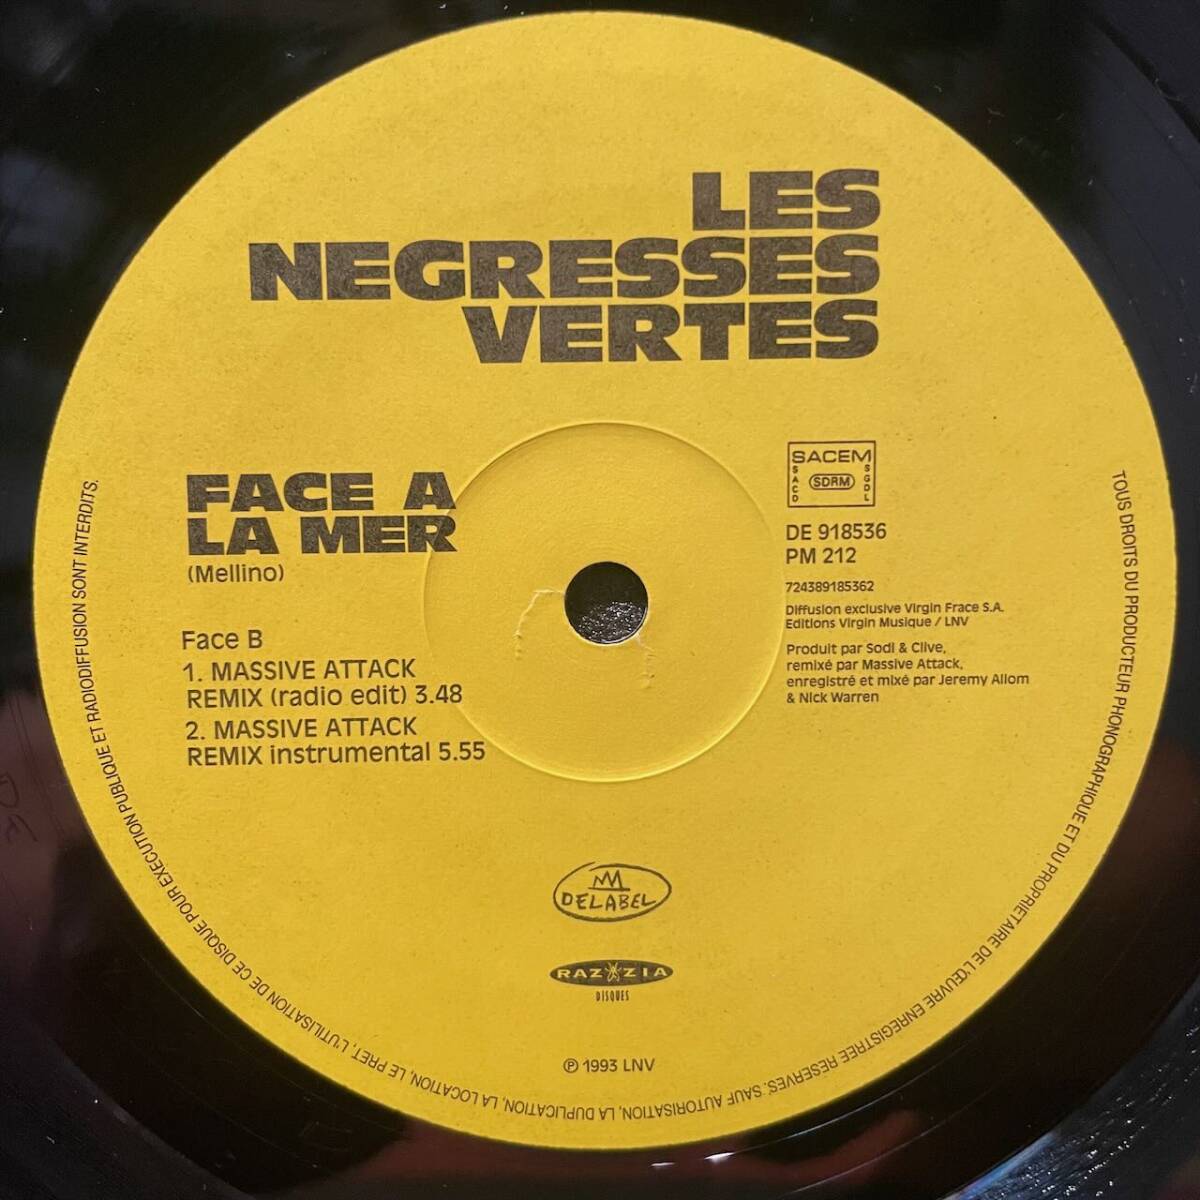 LES
NEGRESSES
VERTES
FACE A
LA MER
(Mellino)
Face B
1. MASSIVE ATTACK
REMIX (radio edit) 3.48
2. MASSIVE ATTACK
REMIX instrumental 5.55
SACEM
SACD
SDRM
SGDL
DE 918536
PM 212
724389185362
Diffusion exclusive Virgin Frace S.A.
Editions Virgin Musique / LNV
Produit par Sodi & Clive,
remixé par Massive Attack,
enregistré et mixé par Jeremy Allom
& Nick Warren
DELABEL
RAZZIA
DISQUES
℗ 1993 LNV
TOUS DROITS DU PRODUCTEUR PHONOGRAPHIQUE ET DU PROPRIETAIRE DE L'ŒUVRE ENREGISTREE RESERVES. SAUF AUTORISATION, LA DUPLICATION, LA LOCATION, LE PRET, L'UTILISATION DE CE DISQUE POUR EXECUTION PUBLIQUE ET RADIODIFFUSION SONT INTERDITS.